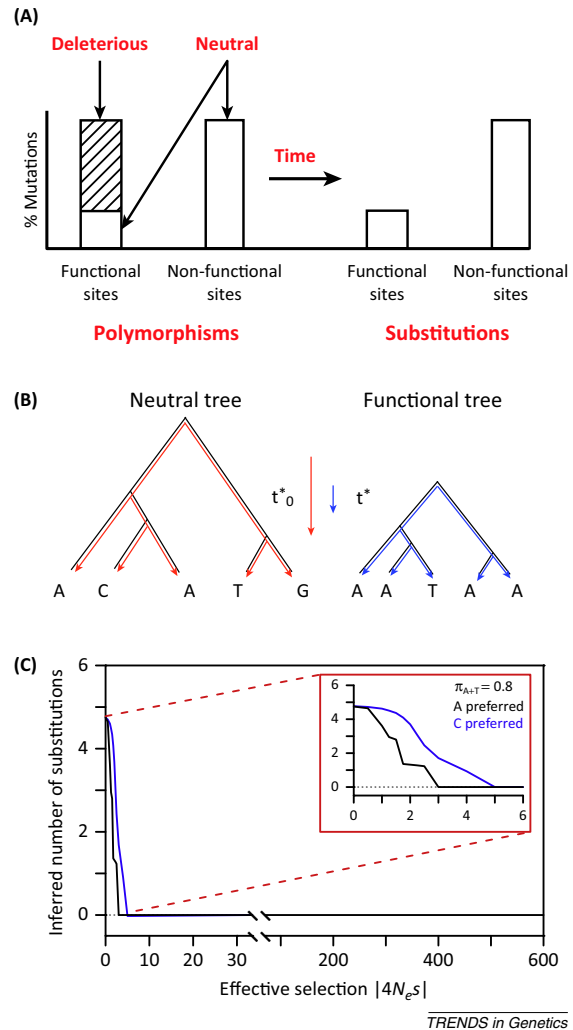 (A)
Deleterious Neutral
% Mutations
Time
Functional sites
Non-functional sites
Functional sites
Non-functional sites
Polymorphisms Substitutions
(B)
Neutral tree Functional tree
t*0 t*
A C A T G A A T A A
(C)
Inferred number of substitutions
6
4
2
0
πA+T = 0.8
A preferred
C preferred
6
5
4
2
0
0 2 4 6
0 10 20 30 200 400 600
Effective selection |4Nes|
TRENDS in Genetics